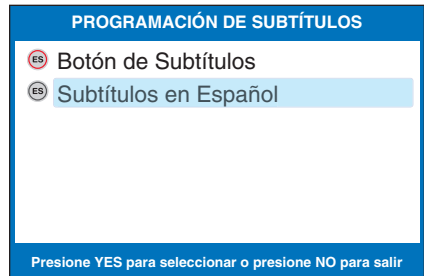 PROGRAMACIÓN DE SUBTÍTULOS
ES Botón de Subtítulos
ES Subtítulos en Español
Presione YES para seleccionar o presione NO para salir